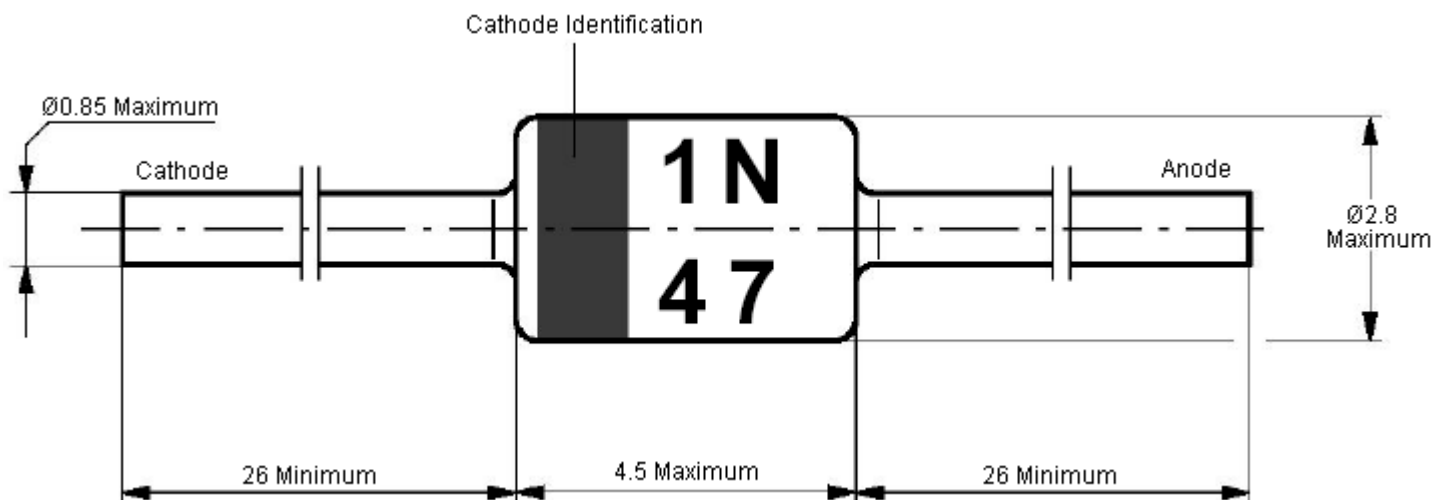 Cathode Identification
Ø0.85 Maximum
Cathode
1N
Anode
Ø2.8
Maximum
47
26 Minimum
4.5 Maximum
26 Minimum